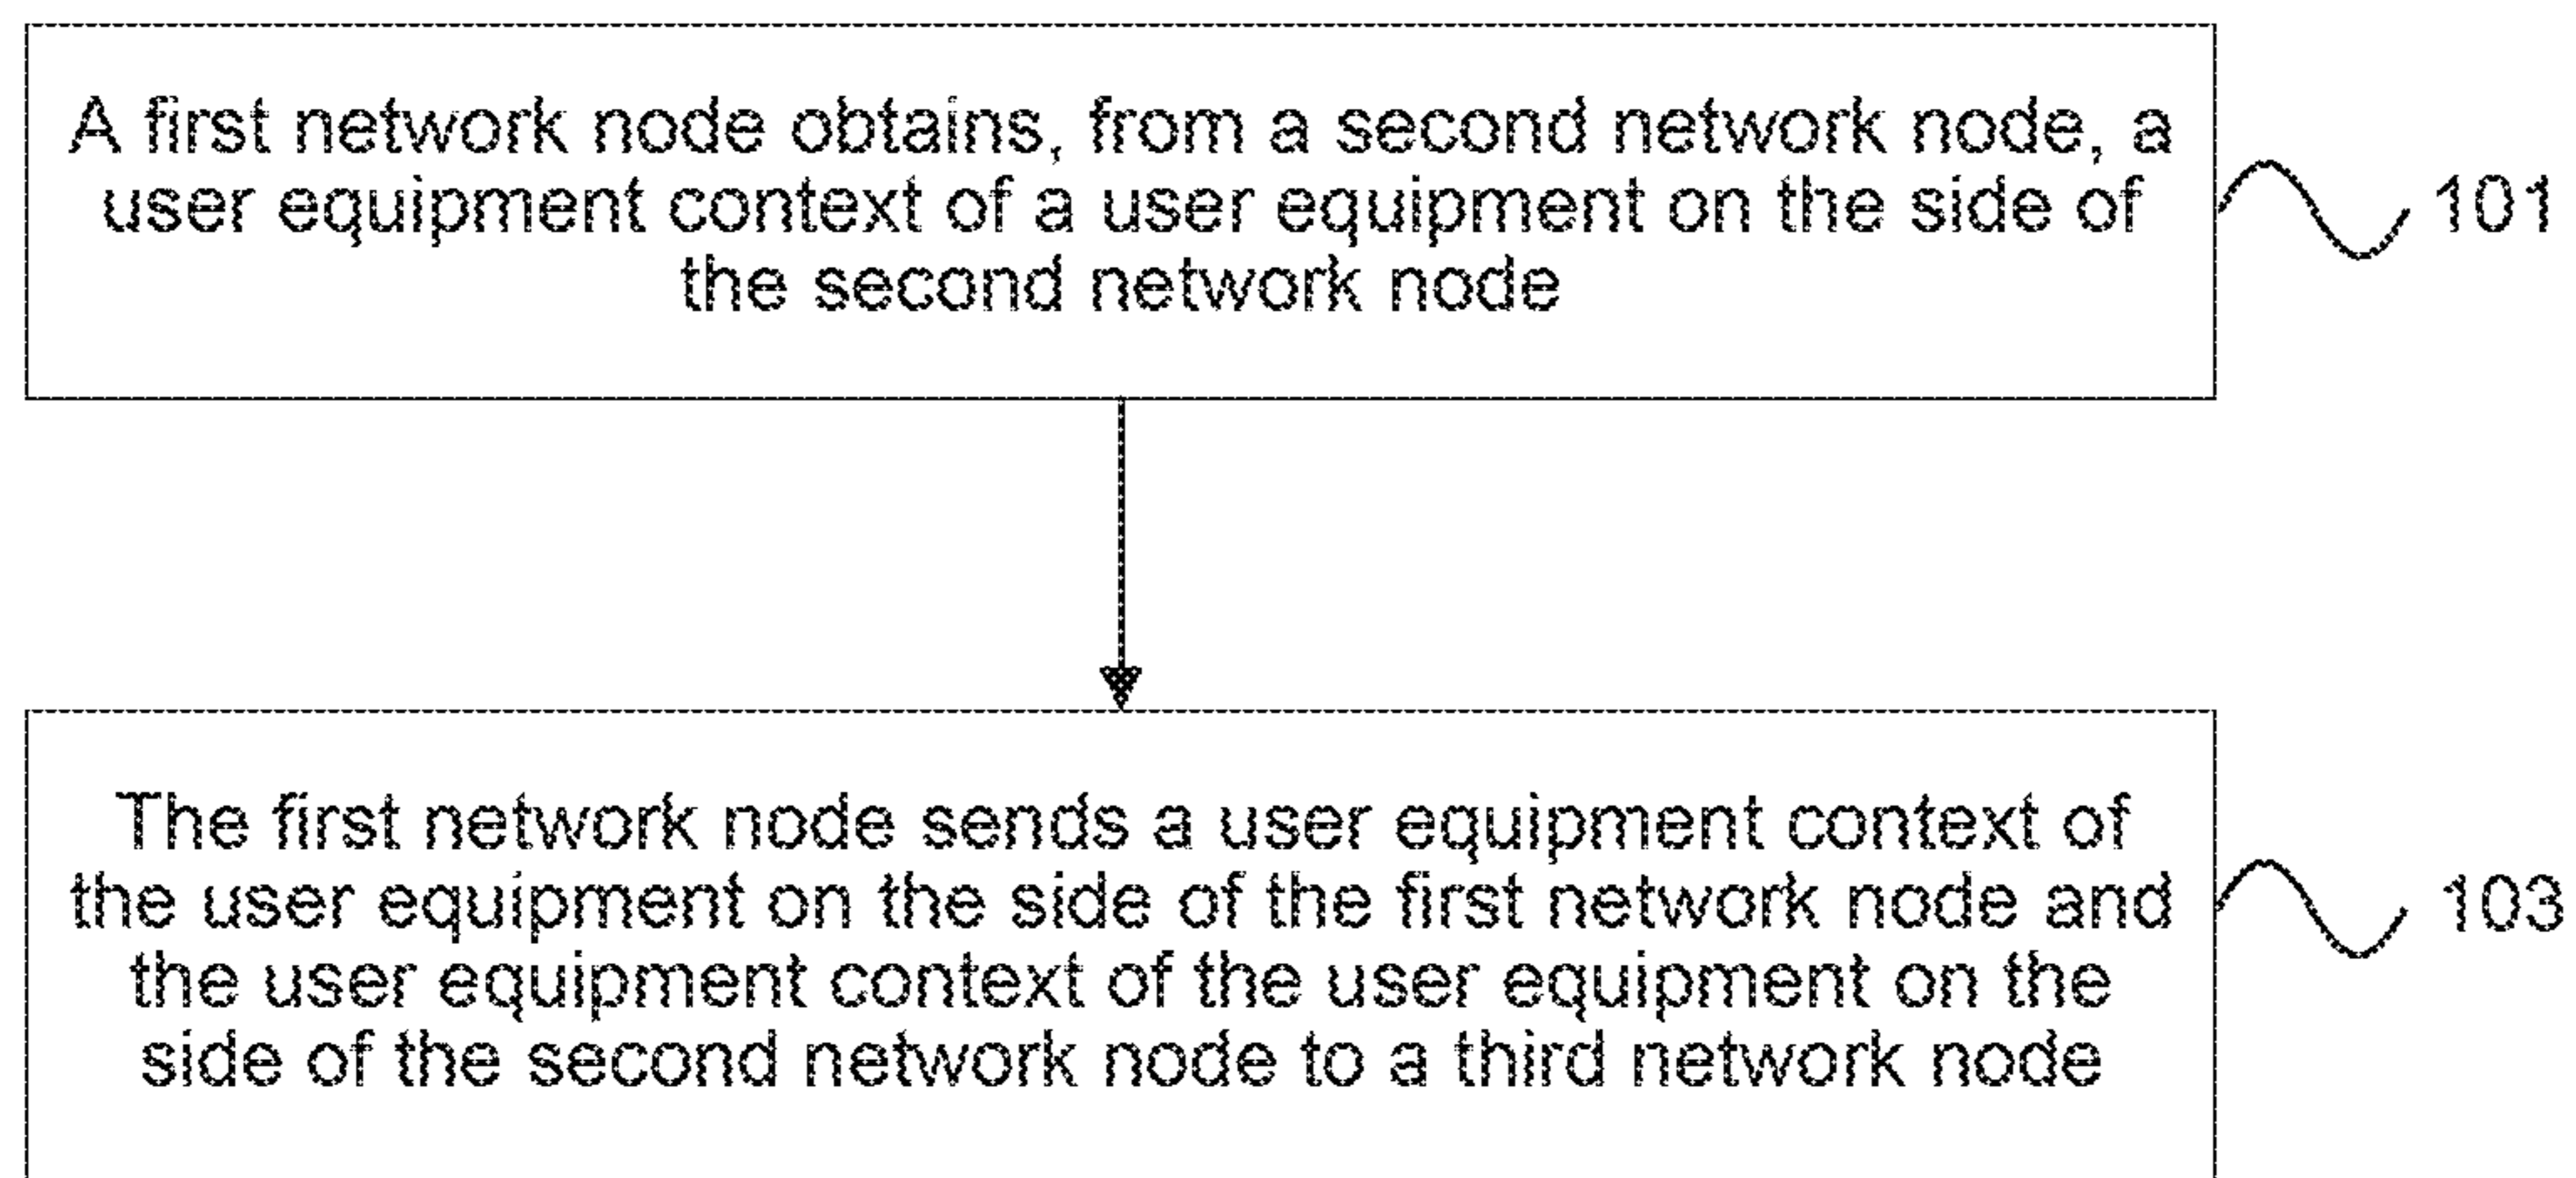 A first network node obtains, from a second network node, a
user equipment context of a user equipment on the side of
the second network node
101
The first network node sends a user equipment context of
the user equipment on the side of the first network node and
the user equipment context of the user equipment on the
side of the second network node to a third network node
103